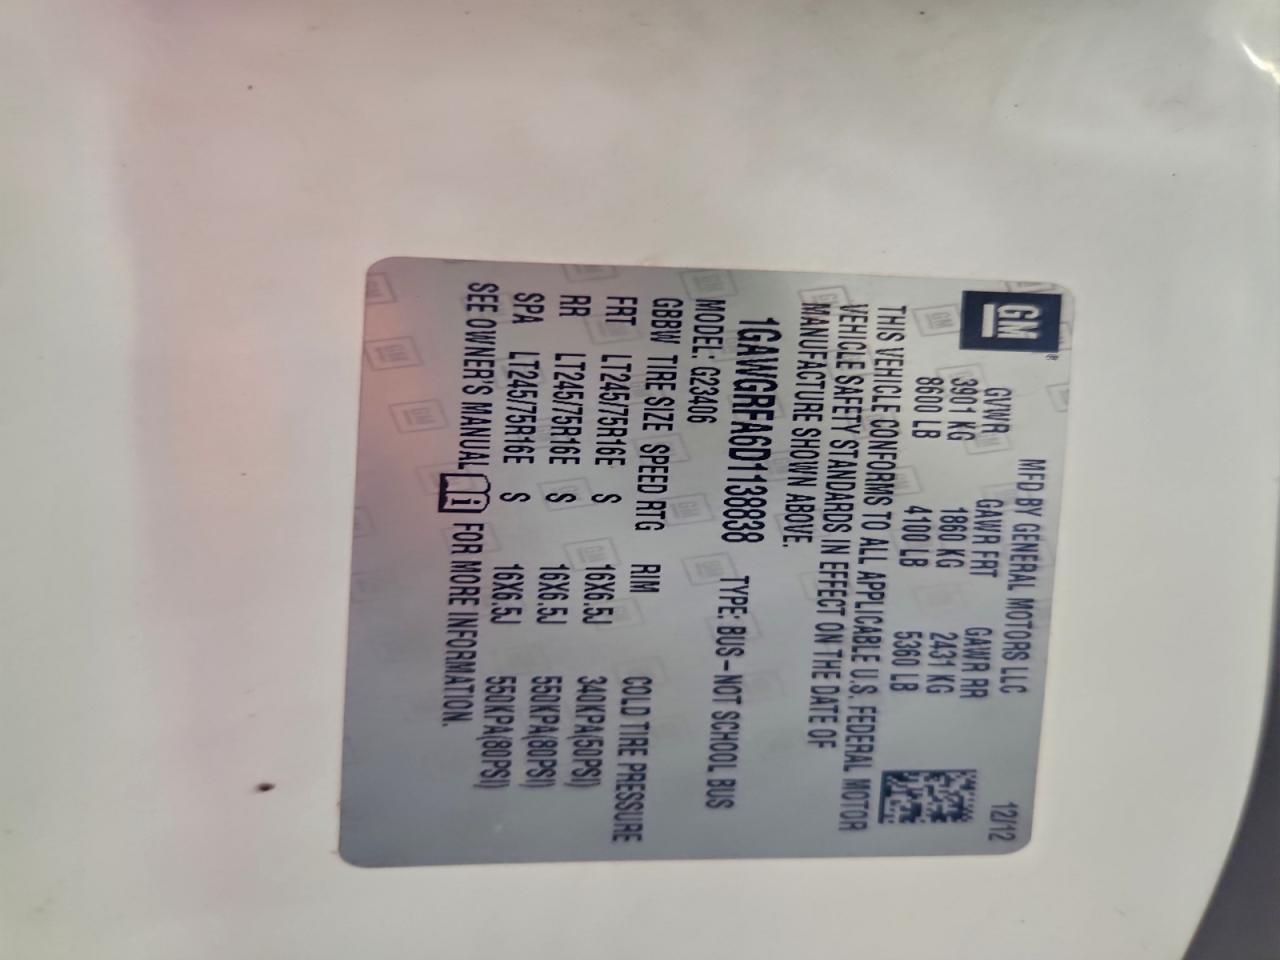 GM®
MFD BY GENERAL MOTORS LLC 12/12
GVWR GAWR FRT GAWR RR
3901 KG 1860 KG 2431 KG
8600 LB 4100 LB 5360 LB
THIS VEHICLE CONFORMS TO ALL APPLICABLE U.S. FEDERAL MOTOR
VEHICLE SAFETY STANDARDS IN EFFECT ON THE DATE OF
MANUFACTURE SHOWN ABOVE.
1GAWGRFA6D1138838 TYPE: BUS-NOT SCHOOL BUS
MODEL: G23406
GBBW TIRE SIZE SPEED RTG RIM COLD TIRE PRESSURE
FRT LT245/75R16E S 16X6.5J 340KPA(50PSI)
RR LT245/75R16E S 16X6.5J 550KPA(80PSI)
SPA LT245/75R16E S 16X6.5J 550KPA(80PSI)
SEE OWNER'S MANUAL i FOR MORE INFORMATION.